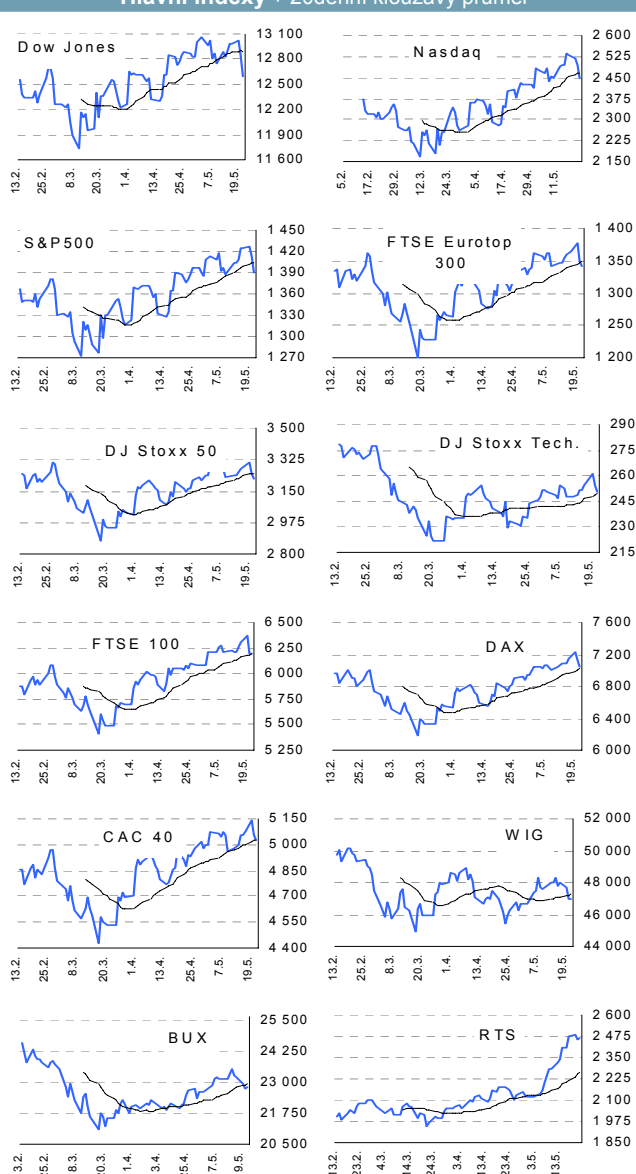 Hlavní indexy + 20denní klouzavý průměr
Dow Jones
13 100
12 800
12 500
12 200
11 900
11 600
13.2. 25.2. 8.3. 20.3. 1.4. 13.4. 25.4. 7.5. 19.5.
Nasdaq
2 600
2 525
2 450
2 375
2 300
2 225
2 150
5.2. 17.2. 29.2. 12.3. 24.3. 5.4. 17.4. 29.4. 11.5.
S&P500
1 450
1 420
1 390
1 360
1 330
1 300
1 270
13.2. 25.2. 8.3. 20.3. 1.4. 13.4. 25.4. 7.5. 19.5.
FTSE Eurotop
300
1 400
1 350
1 300
1 250
1 200
13.2. 25.2. 8.3. 20.3. 1.4. 13.4. 25.4. 7.5. 19.5.
DJ Stoxx 50
3 500
3 325
3 150
2 975
2 800
13.2. 25.2. 8.3. 20.3. 1.4. 13.4. 25.4. 7.5. 19.5.
DJ Stoxx Tech.
290
275
260
245
230
215
13.2. 25.2. 8.3. 20.3. 1.4. 13.4. 25.4. 7.5. 19.5.
FTSE 100
6 500
6 250
6 000
5 750
5 500
5 250
13.2. 25.2. 8.3. 20.3. 1.4. 13.4. 25.4. 7.5. 19.5.
DAX
7 600
7 200
6 800
6 400
6 000
13.2. 25.2. 8.3. 20.3. 1.4. 13.4. 25.4. 7.5. 19.5.
CAC 40
5 150
5 000
4 850
4 700
4 550
4 400
13.2. 25.2. 8.3. 20.3. 1.4. 13.4. 25.4. 7.5. 19.5.
WIG
52 000
50 000
48 000
46 000
44 000
13.2. 25.2. 8.3. 20.3. 1.4. 13.4. 25.4. 7.5. 19.5.
BUX
25 500
24 250
23 000
21 750
20 500
3.2. 25.2. 8.3. 20.3. 1.4. 13.4. 25.4. 7.5. 9.5.
RTS
2 600
2 475
2 350
2 225
2 100
1 975
1 850
13.2. 23.2. 4.3. 14.3. 24.3. 3.4. 13.4. 23.4. 3.5. 13.5.